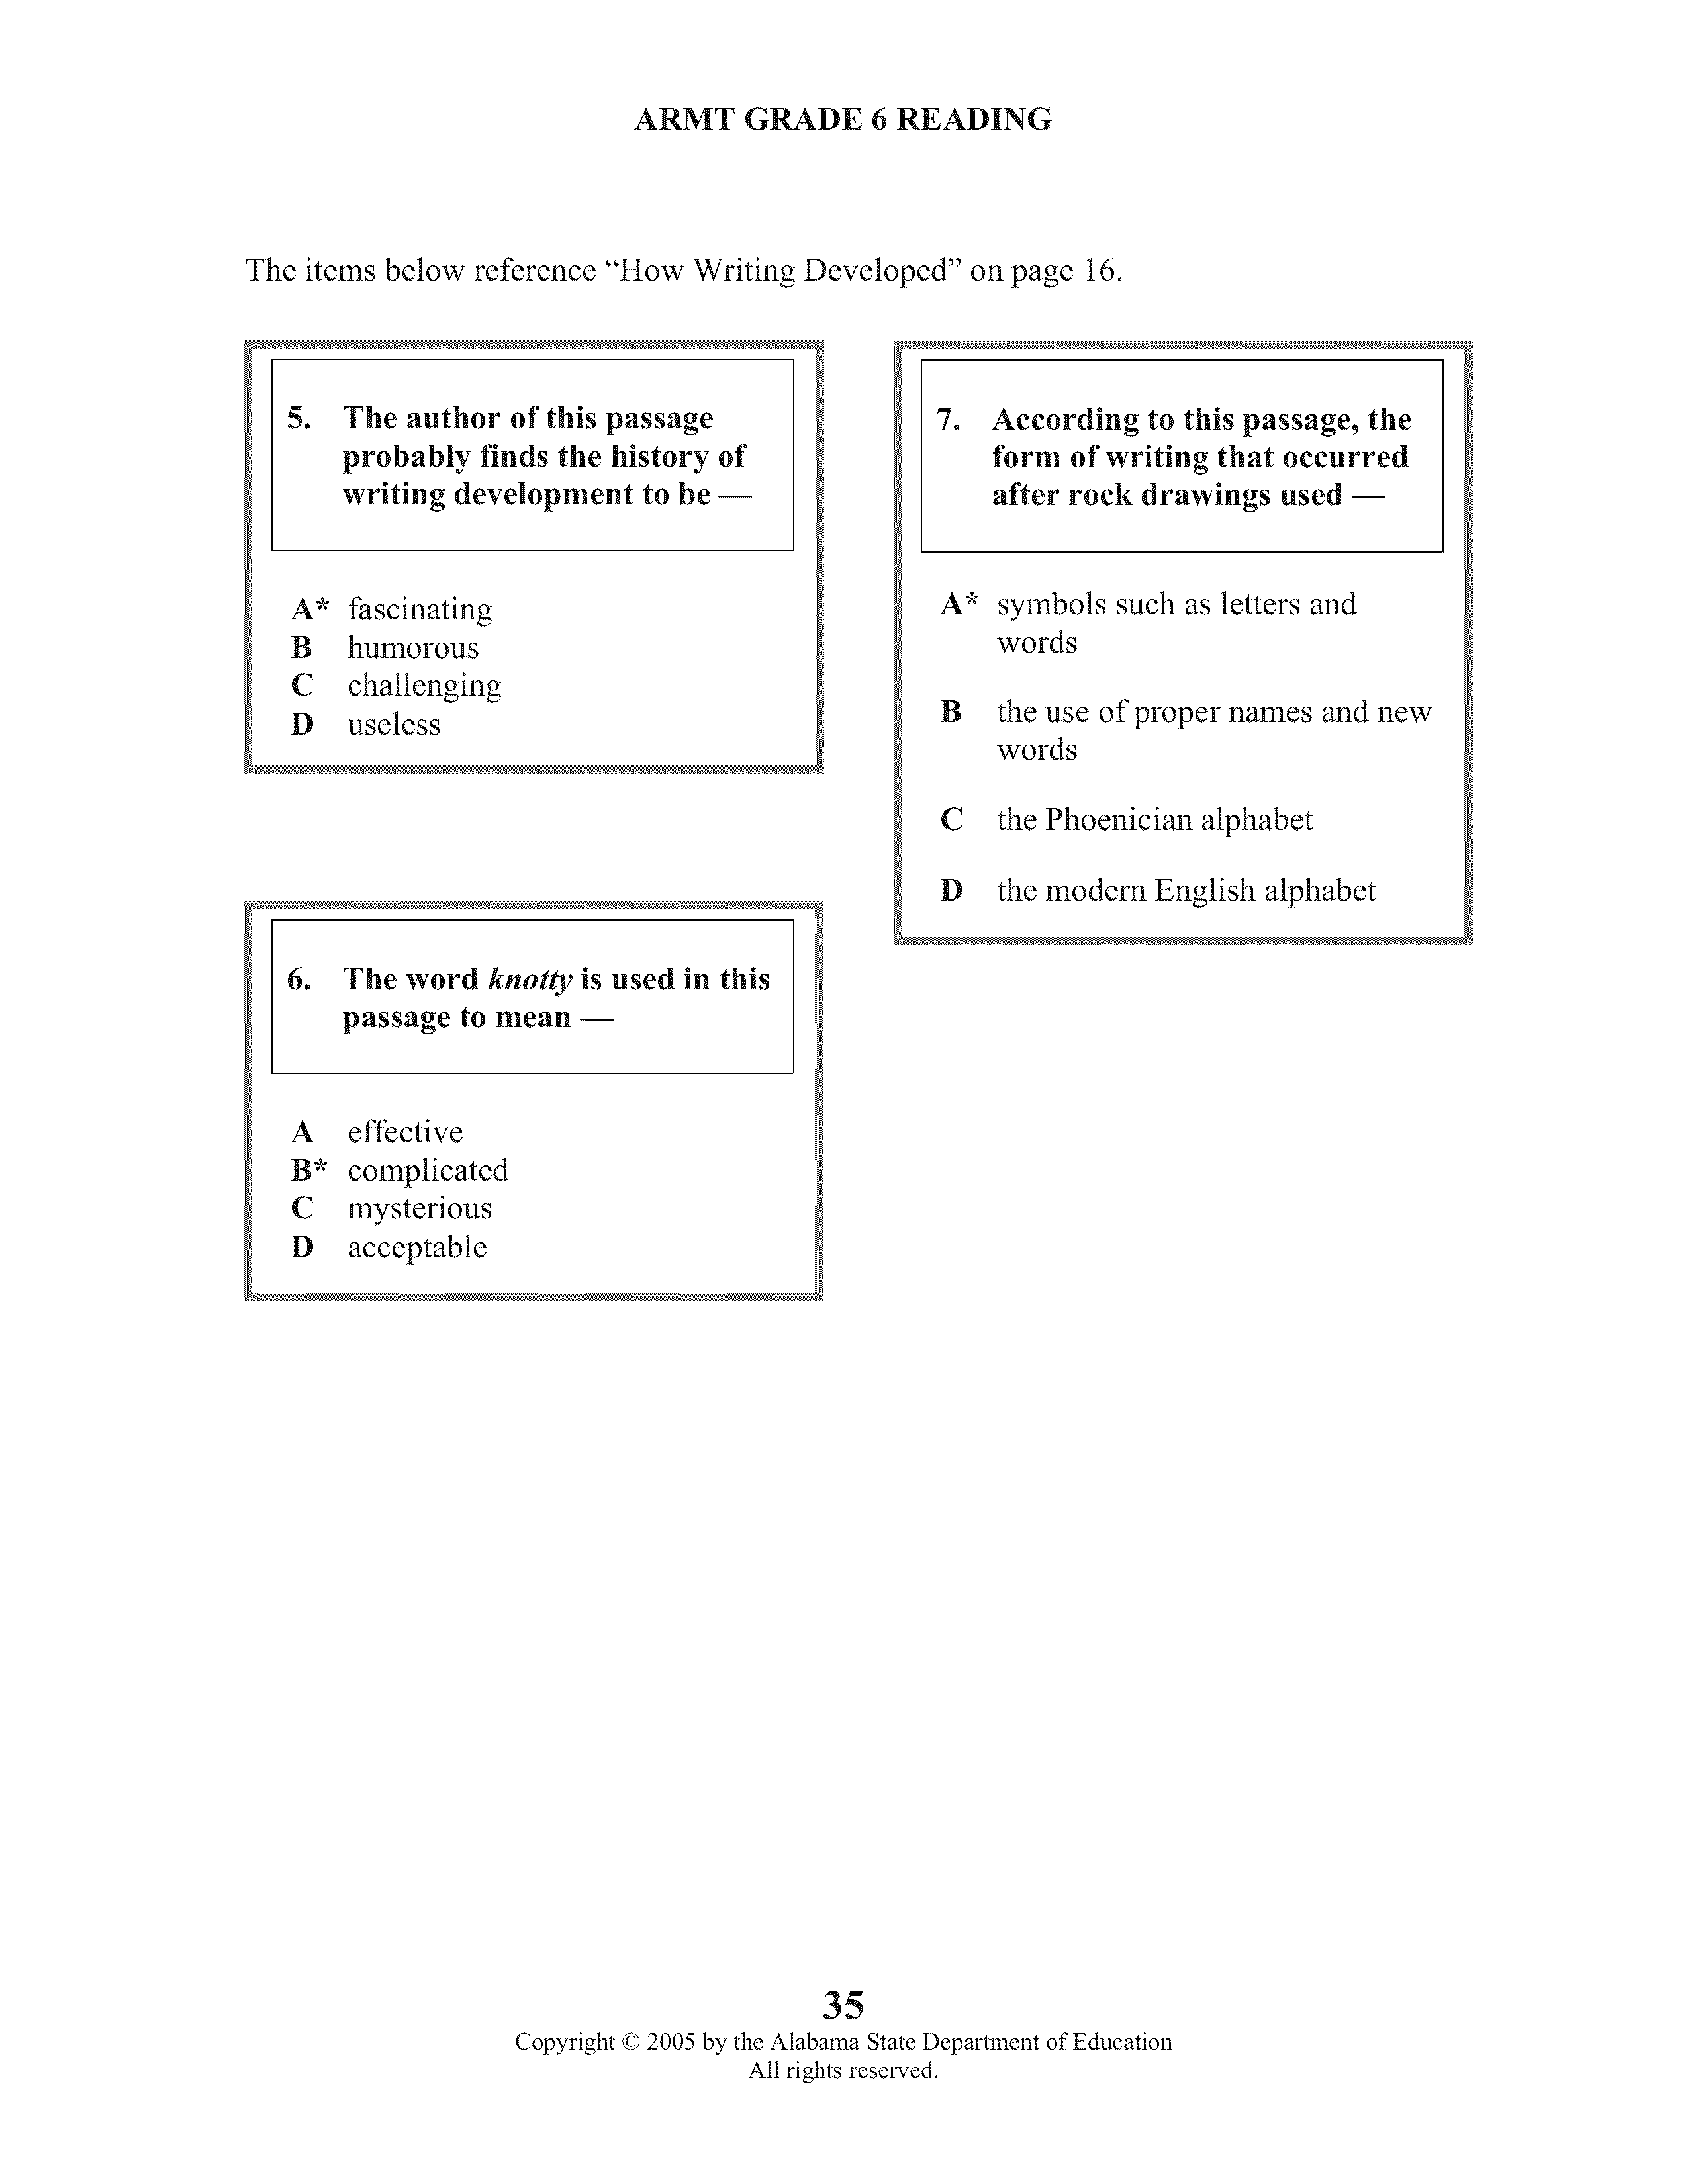 ARMT GRADE 6 READING
The items below reference “How Writing Developed” on page 16.
5. The author of this passage
probably finds the history of
writing development to be —
A* fascinating
B humorous
C challenging
D useless
6. The word knotty is used in this
passage to mean —
A effective
B* complicated
C mysterious
D acceptable
7. According to this passage, the
form of writing that occurred
after rock drawings used —
A* symbols such as letters and
words
B the use of proper names and new
words
C the Phoenician alphabet
D the modern English alphabet
35
Copyright © 2005 by the Alabama State Department of Education
All rights reserved.